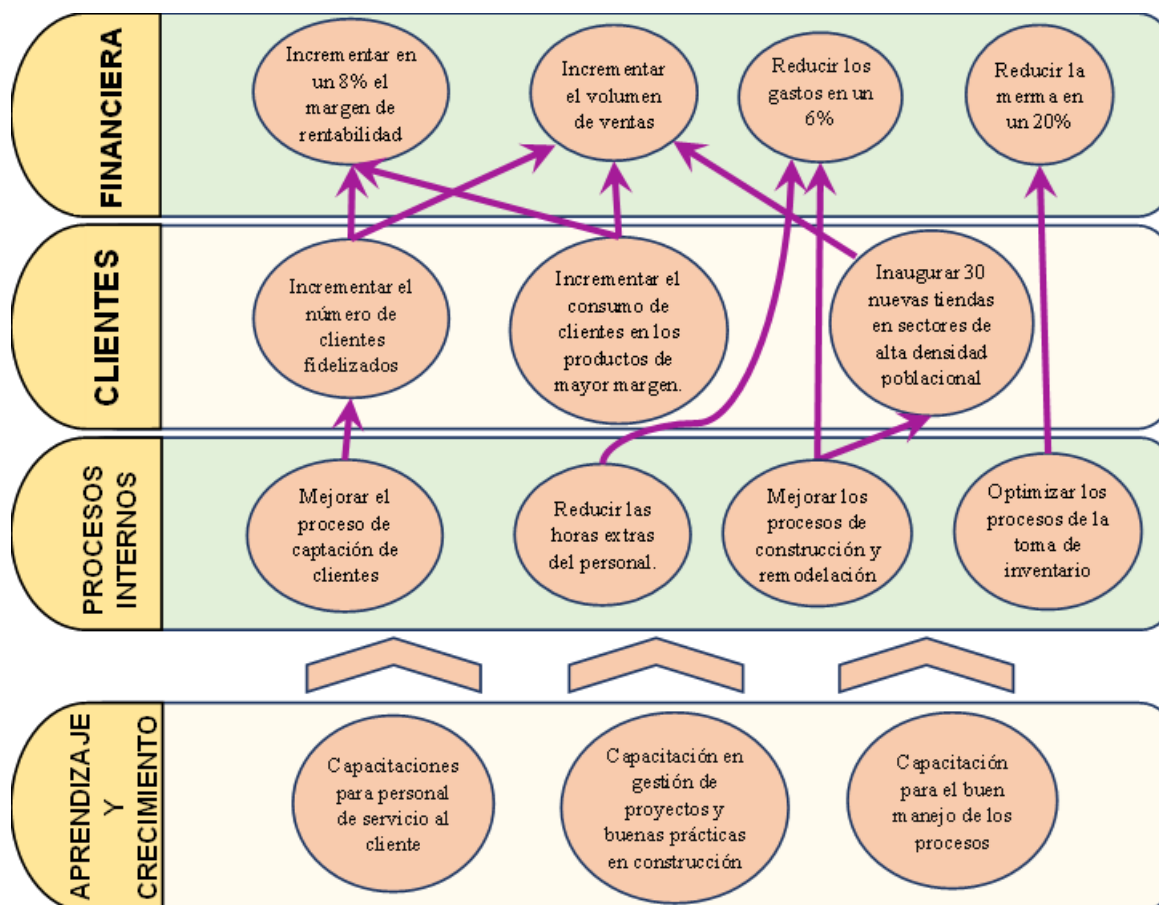 FINANCIERA
Incrementar en
un 8% el
margen de
rentabilidad
Incrementar
el volumen
de ventas
Reducir los
gastos en un
6%
Reducir la
merma en
un 20%
CLIENTES
Incrementar el
número de
clientes
fidelizados
Incrementar el
consumo de
clientes en los
productos de
mayor margen.
Inaugurar 30
nuevas tiendas
en sectores de
alta densidad
poblacional
PROCESOS
INTERNOS
Mejorar el
proceso de
captación de
clientes
Reducir las
horas extras
del personal.
Mejorar los
procesos de
construcción y
remodelación
Optimizar los
procesos de la
toma de
inventario
APRENDIZAJE
Y
CRECIMIENTO
Capacitaciones
para personal
de servicio al
cliente
Capacitación en
gestión de
proyectos y
buenas prácticas
en construcción
Capacitación
para el buen
manejo de los
procesos